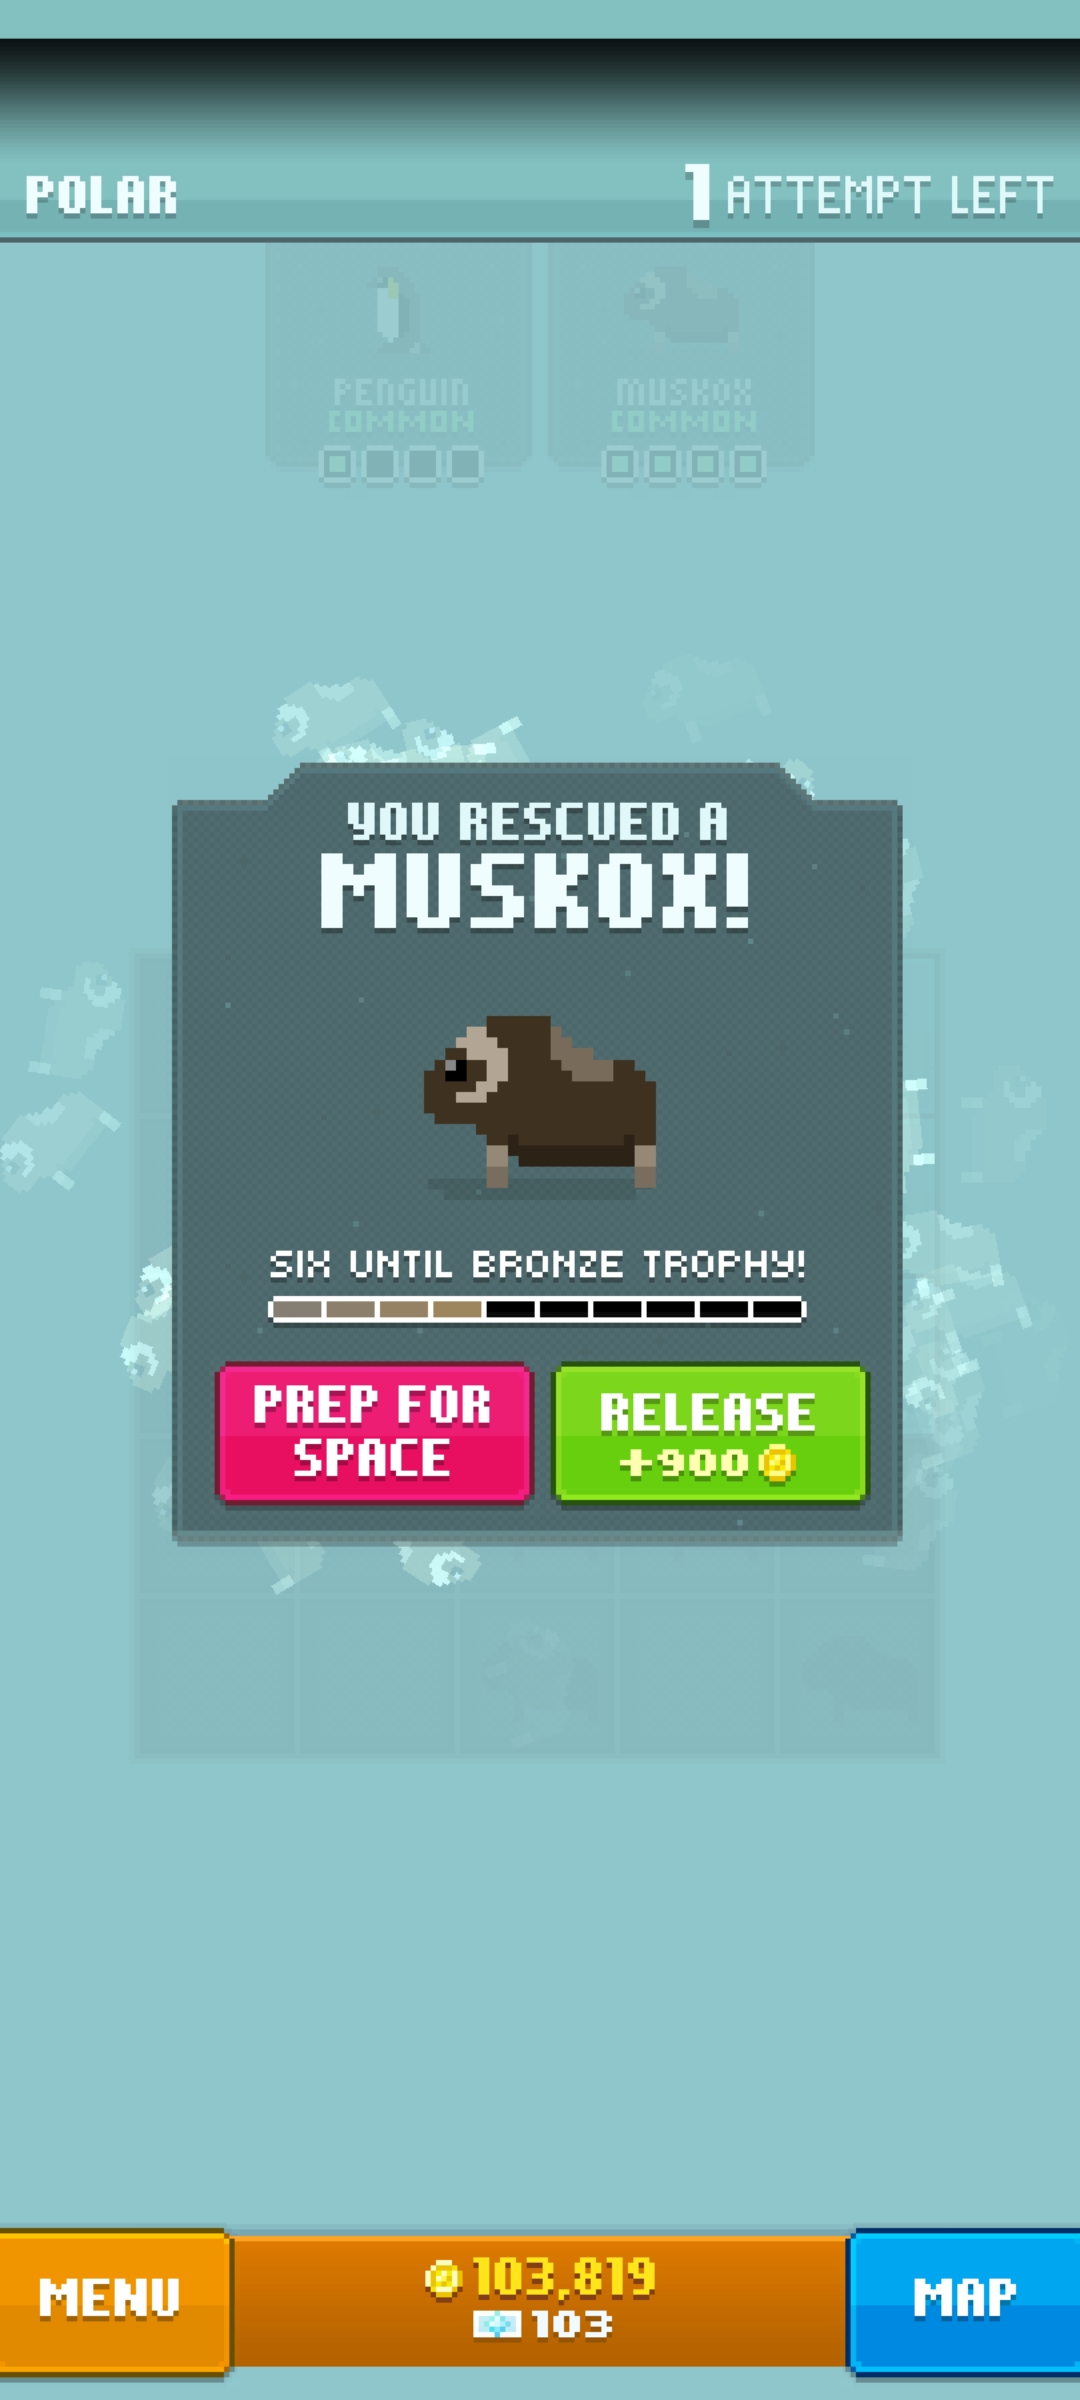 POLAR
1 ATTEMPT LEFT
PENGUIN
COMMON
MUSKOX
COMMON
YOU RESCUED A
MUSKOX!
SIX UNTIL BRONZE TROPHY!
PREP FOR
SPACE
RELEASE
+900
MENU
103,819
103
MAP